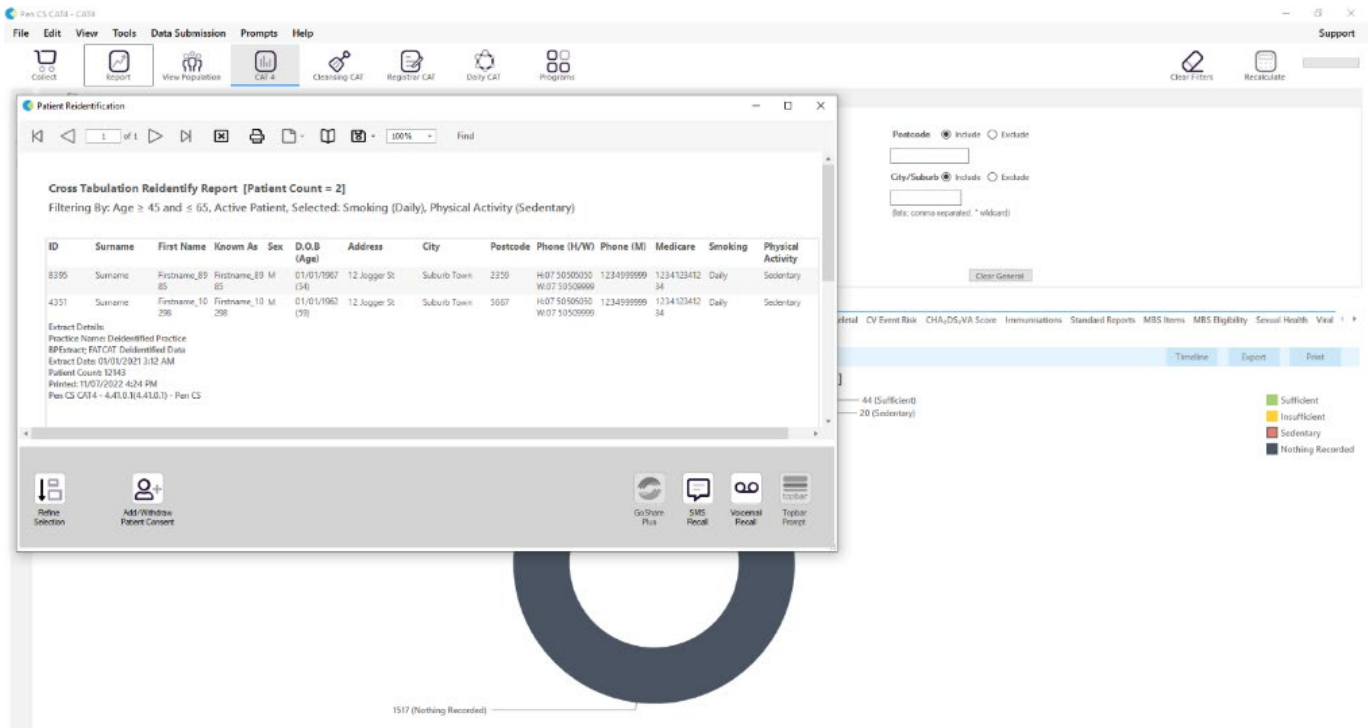 Pen CS CAT4 - CAT4
File Edit View Tools Data Submission Prompts Help Support
Collect Report View Population CAT 4 Cleansing CAT Registrar CAT Daily CAT Programs Clear Filters Recalculate
Patient Reidentification
1 of 1 100% Find
Postcode Include Exclude
City/Suburb Include Exclude
(lists: comma separated, * wildcard)
Clear General
Cross Tabulation Reidentify Report [Patient Count = 2]
Filtering By: Age ≥ 45 and ≤ 65, Active Patient, Selected: Smoking (Daily), Physical Activity (Sedentary)
ID Surname First Name Known As Sex D.O.B Address City Postcode Phone (H/W) Phone (M) Medicare Smoking Physical
(Age) Activity
8395 Surname Firstname_89 Firstname_89 M 01/01/1967 12 Jogger St Suburb Town 2359 H:07 50505050 1234999999 1234123412 Daily Sedentary
85 85 (54) W:07 50509999 34
4351 Surname Firstname_10 Firstname_10 M 01/01/1962 12 Jogger St Suburb Town 5667 H:07 50505050 1234999999 1234123412 Daily Sedentary
298 298 (59) W:07 50509999 34
Extract Details:
Practice Name: Deidentified Practice
BPExtract; FATCAT Deidentified Data
Extract Date: 01/01/2021 3:12 AM
Patient Count: 12143
Printed: 11/07/2022 4:24 PM
Pen CS CAT4 - 4.41.0.1(4.41.0.1) - Pen CS
eletal CV Event Risk CHA₂DS₂VA Score Immunisations Standard Reports MBS Items MBS Eligibility Sexual Health Viral
Timeline Export Print
]
44 (Sufficient)
20 (Sedentary)
Sufficient
Insufficient
Sedentary
Nothing Recorded
Refine Selection
Add/Withdraw Patient Consent
GoShare Plus
SMS Recall
Voicemail Recall
topbar
Topbar Prompt
1517 (Nothing Recorded)